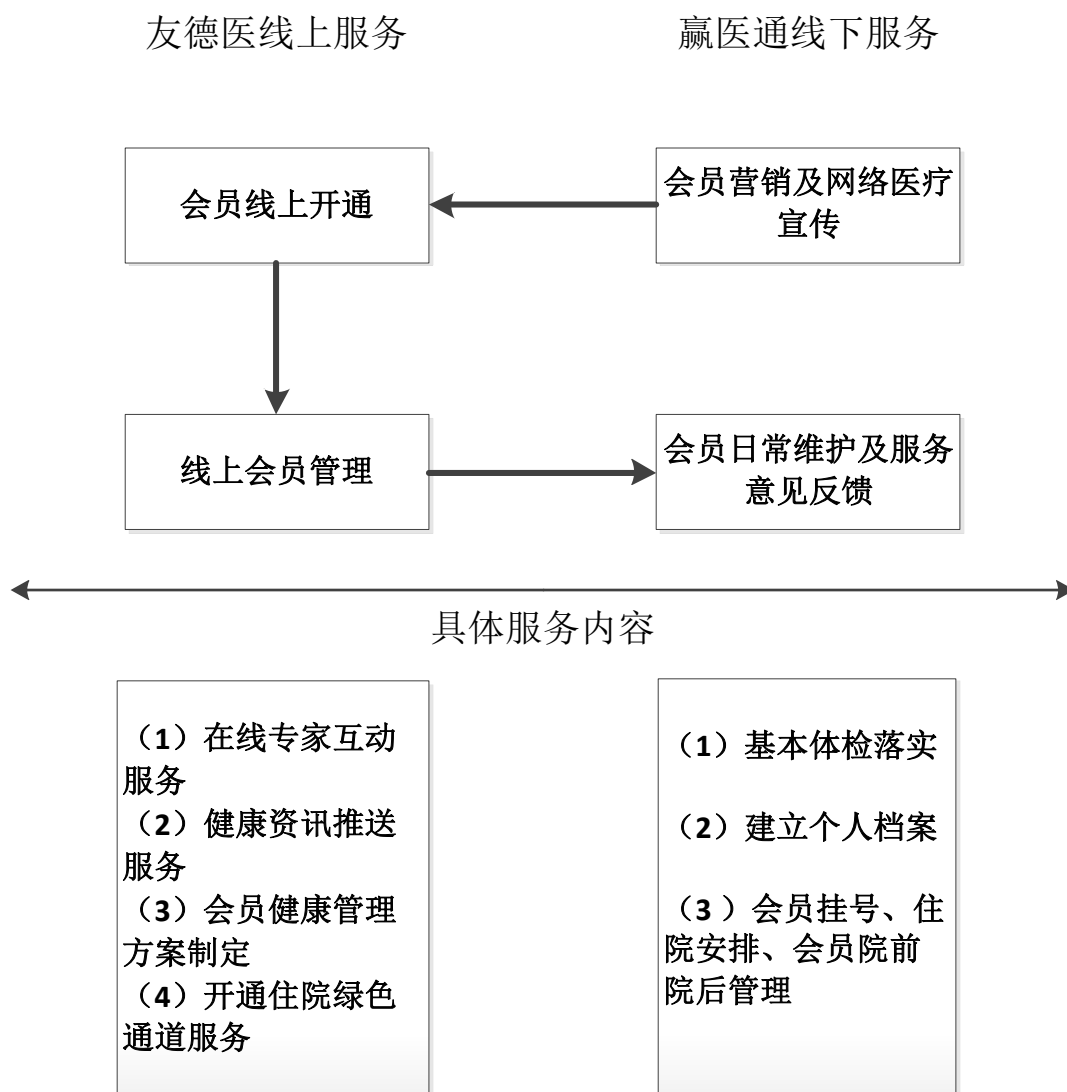 友德医线上服务
赢医通线下服务
会员线上开通
会员营销及网络医疗
宣传
线上会员管理
会员日常维护及服务
意见反馈
具体服务内容
（1）在线专家互动
服务
（2）健康资讯推送
服务
（3）会员健康管理
方案制定
（4）开通住院绿色
通道服务
（1）基本体检落实
（2）建立个人档案
（3 ）会员挂号、住
院安排、会员院前
院后管理